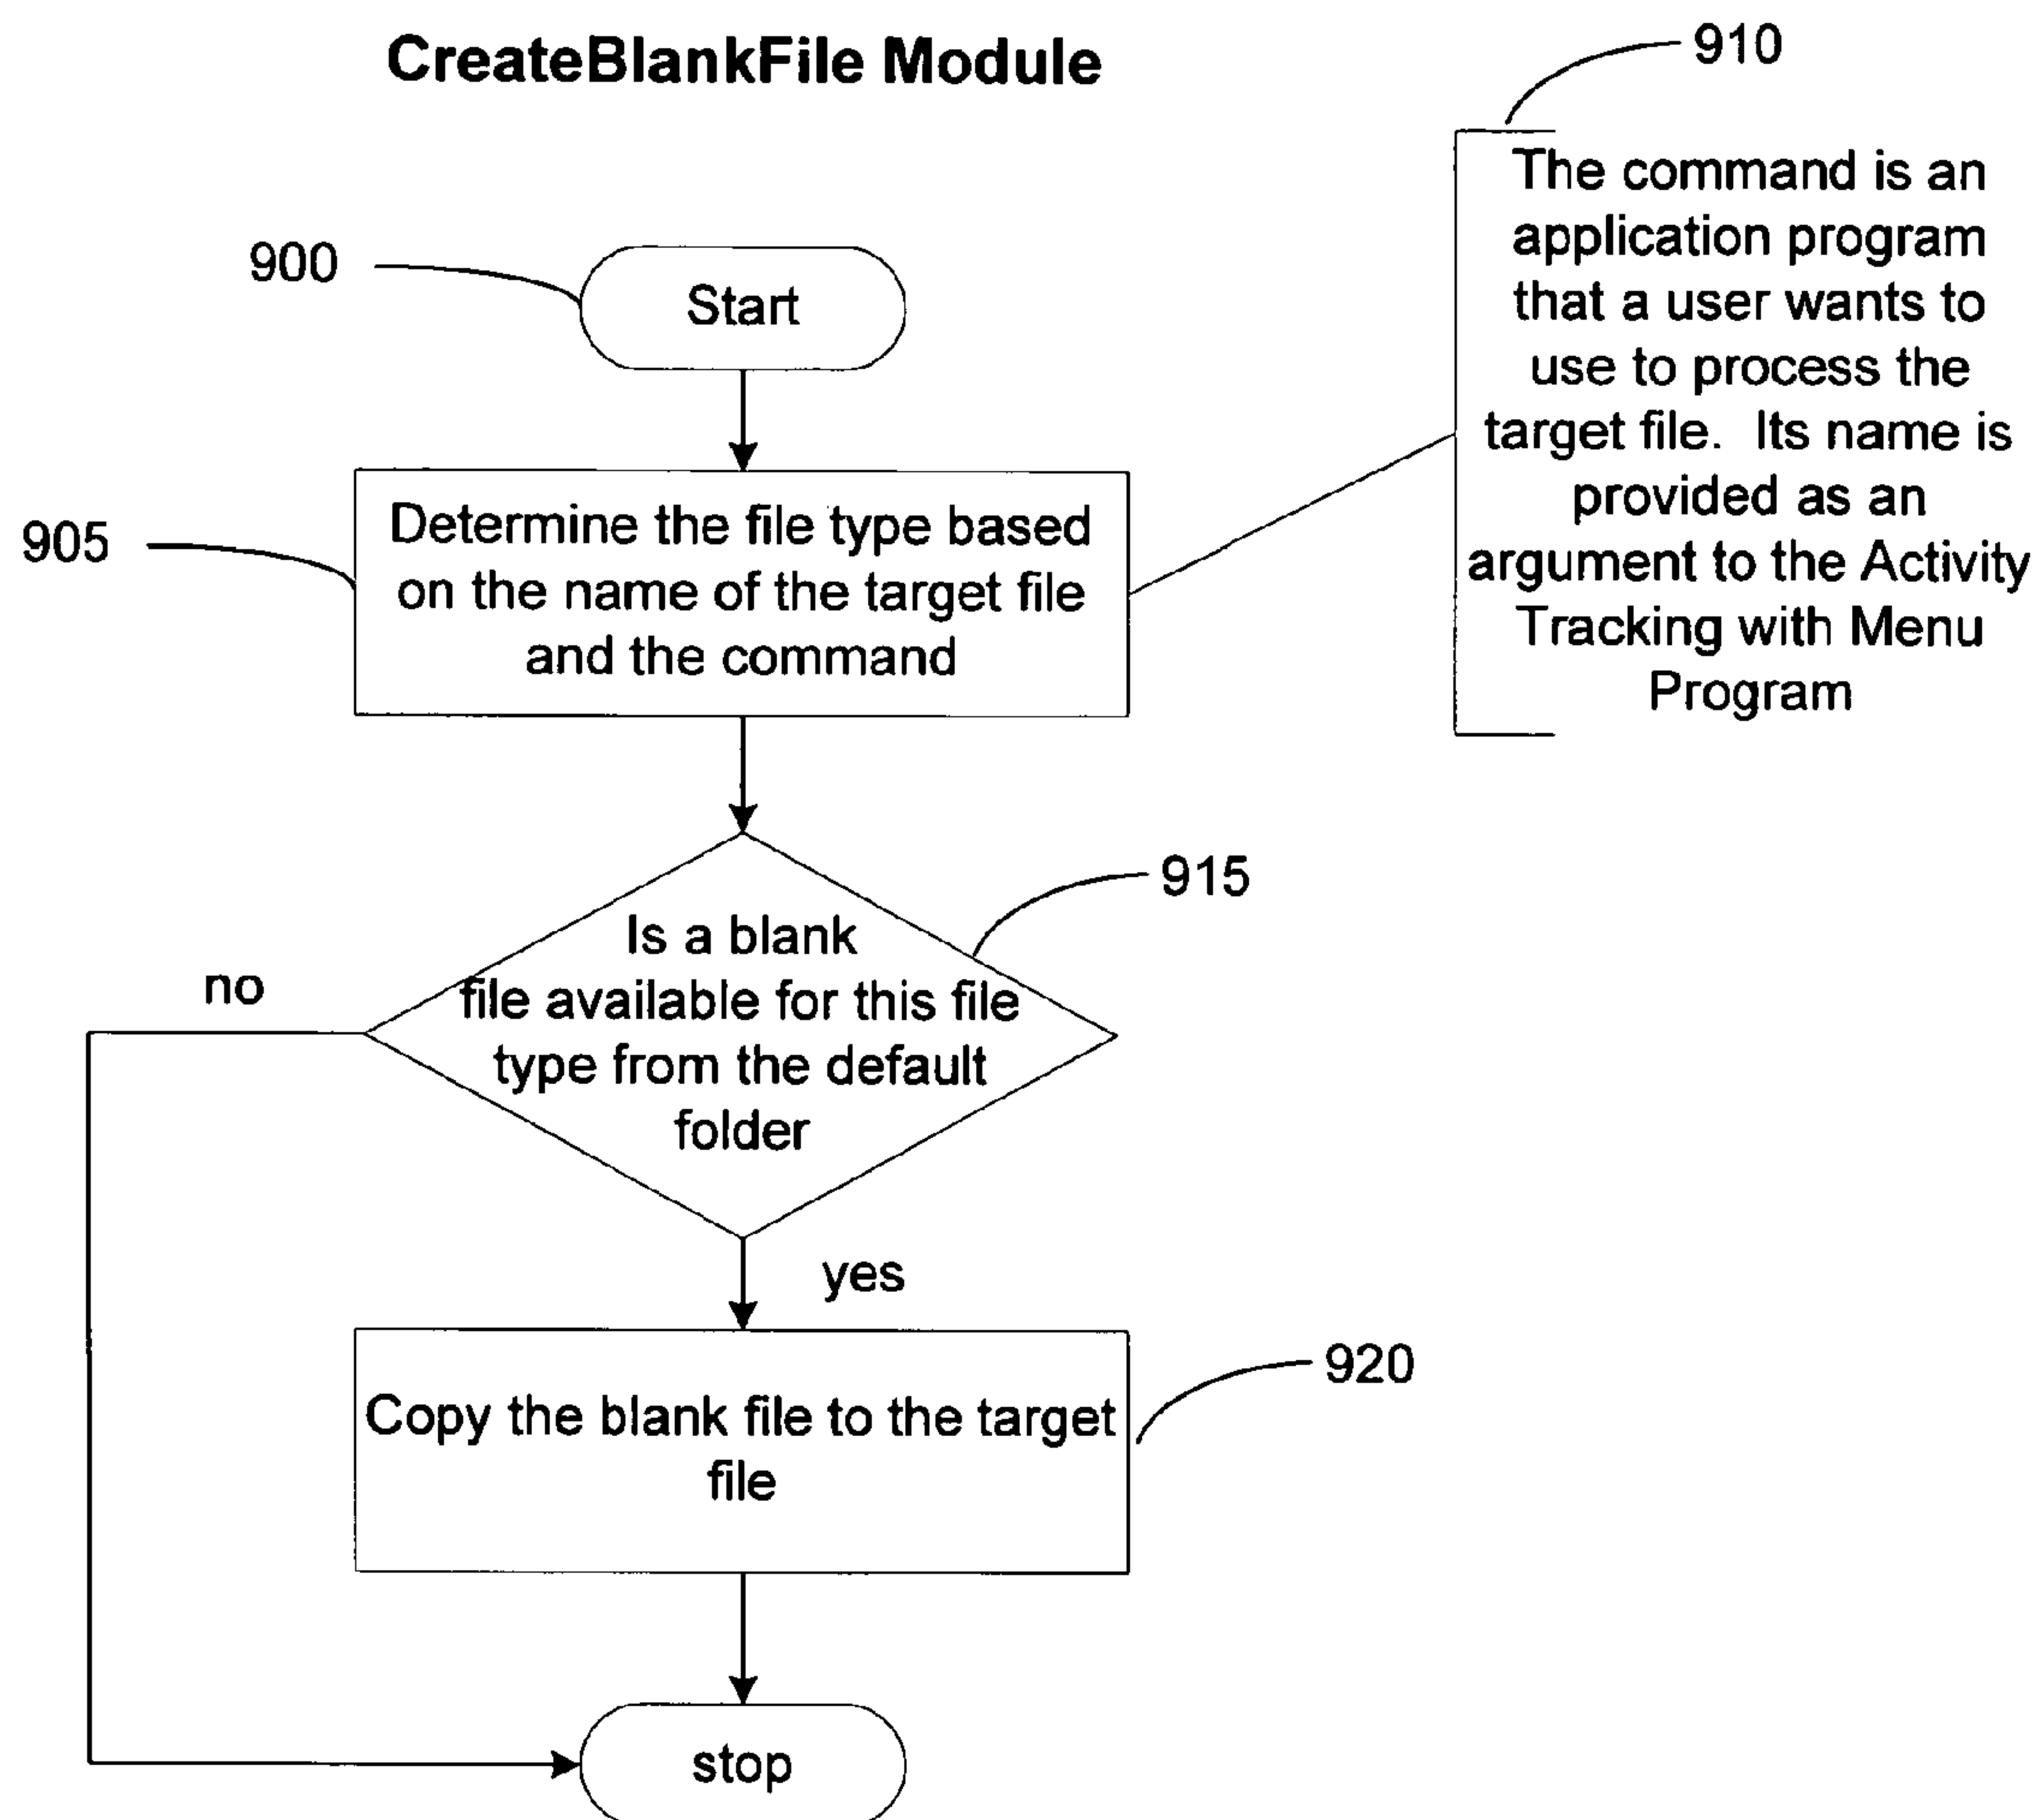 CreateBlankFile Module
910
The command is an
application program
that a user wants to
use to process the
target file. Its name is
provided as an
argument to the Activity
Tracking with Menu
Program
900
Start
905
Determine the file type based
on the name of the target file
and the command
915
Is a blank
file available for this file
type from the default
folder
no
yes
920
Copy the blank file to the target
file
stop